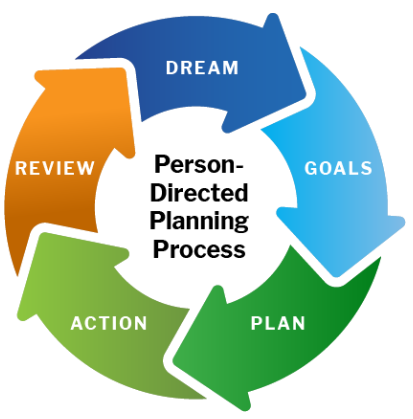 DREAM
GOALS
PLAN
ACTION
REVIEW
Person-
Directed
Planning
Process